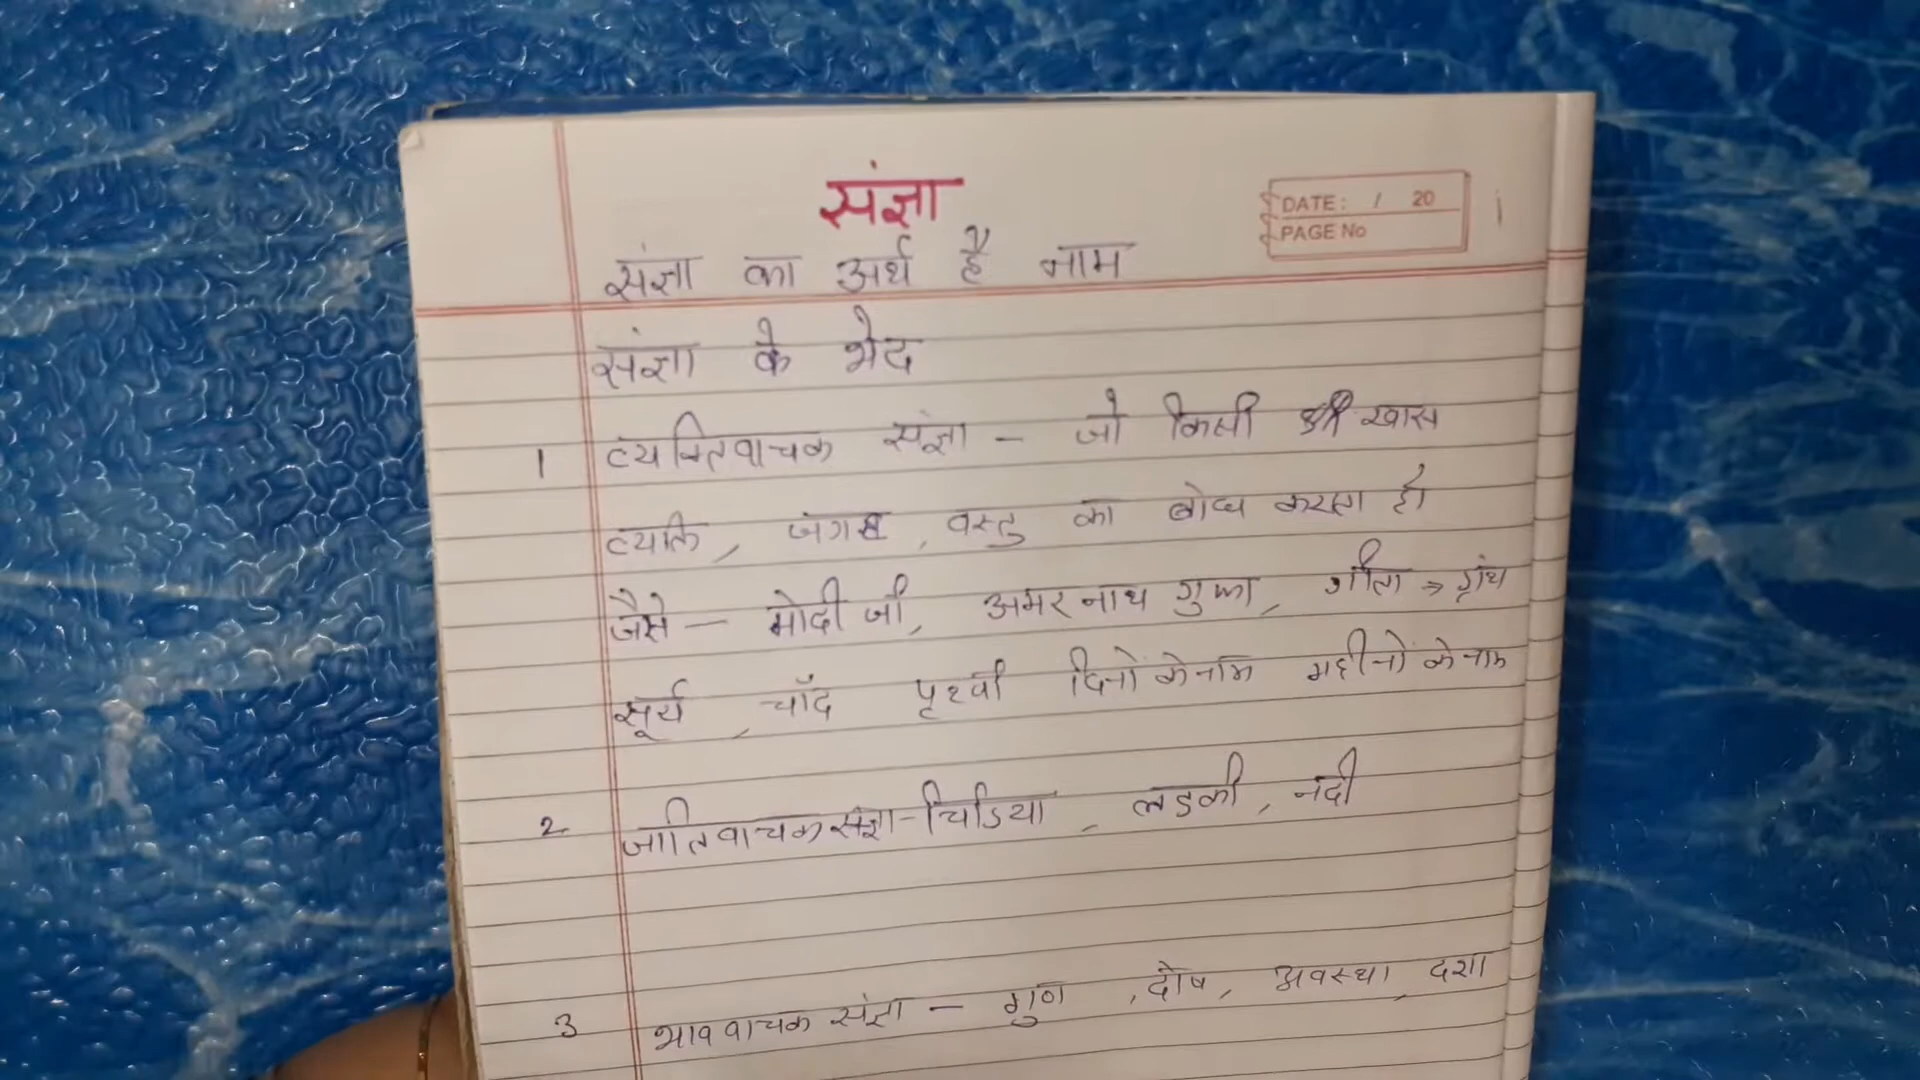 संज्ञा
DATE: / 20
PAGE No
संज्ञा का अर्थ है नाम
संज्ञा के भेद
1 व्यक्तिवाचक संज्ञा - जो किसी खास
व्यक्ति, जगह, वस्तु का बोध कराता हो
जैसे - मोदी जी, अमरनाथ गुफा, गीता → ग्रंथ
सूर्य, चाँद पृथ्वी दिनों के नाम महीनों के नाम
2 जातिवाचक संज्ञा - चिडिया, लडकी, नदी
3 भाववाचक संज्ञा - गुण, दोष, अवस्था, दशा